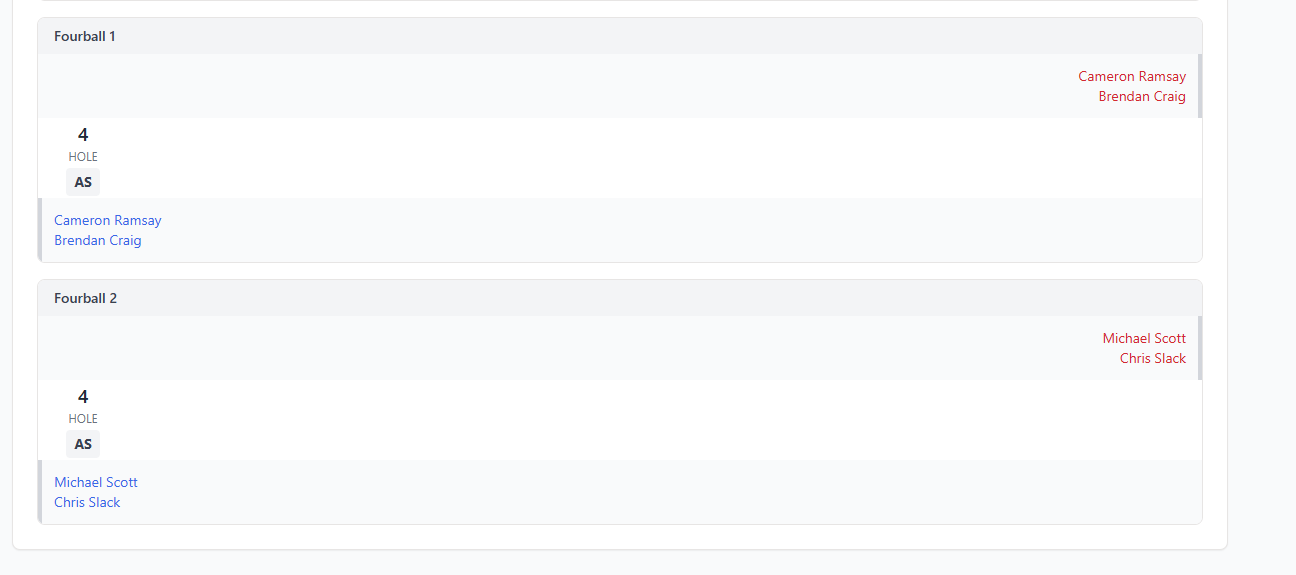 Fourball 1
Cameron Ramsay
Brendan Craig
4
HOLE
AS
Cameron Ramsay
Brendan Craig
Fourball 2
Michael Scott
Chris Slack
4
HOLE
AS
Michael Scott
Chris Slack